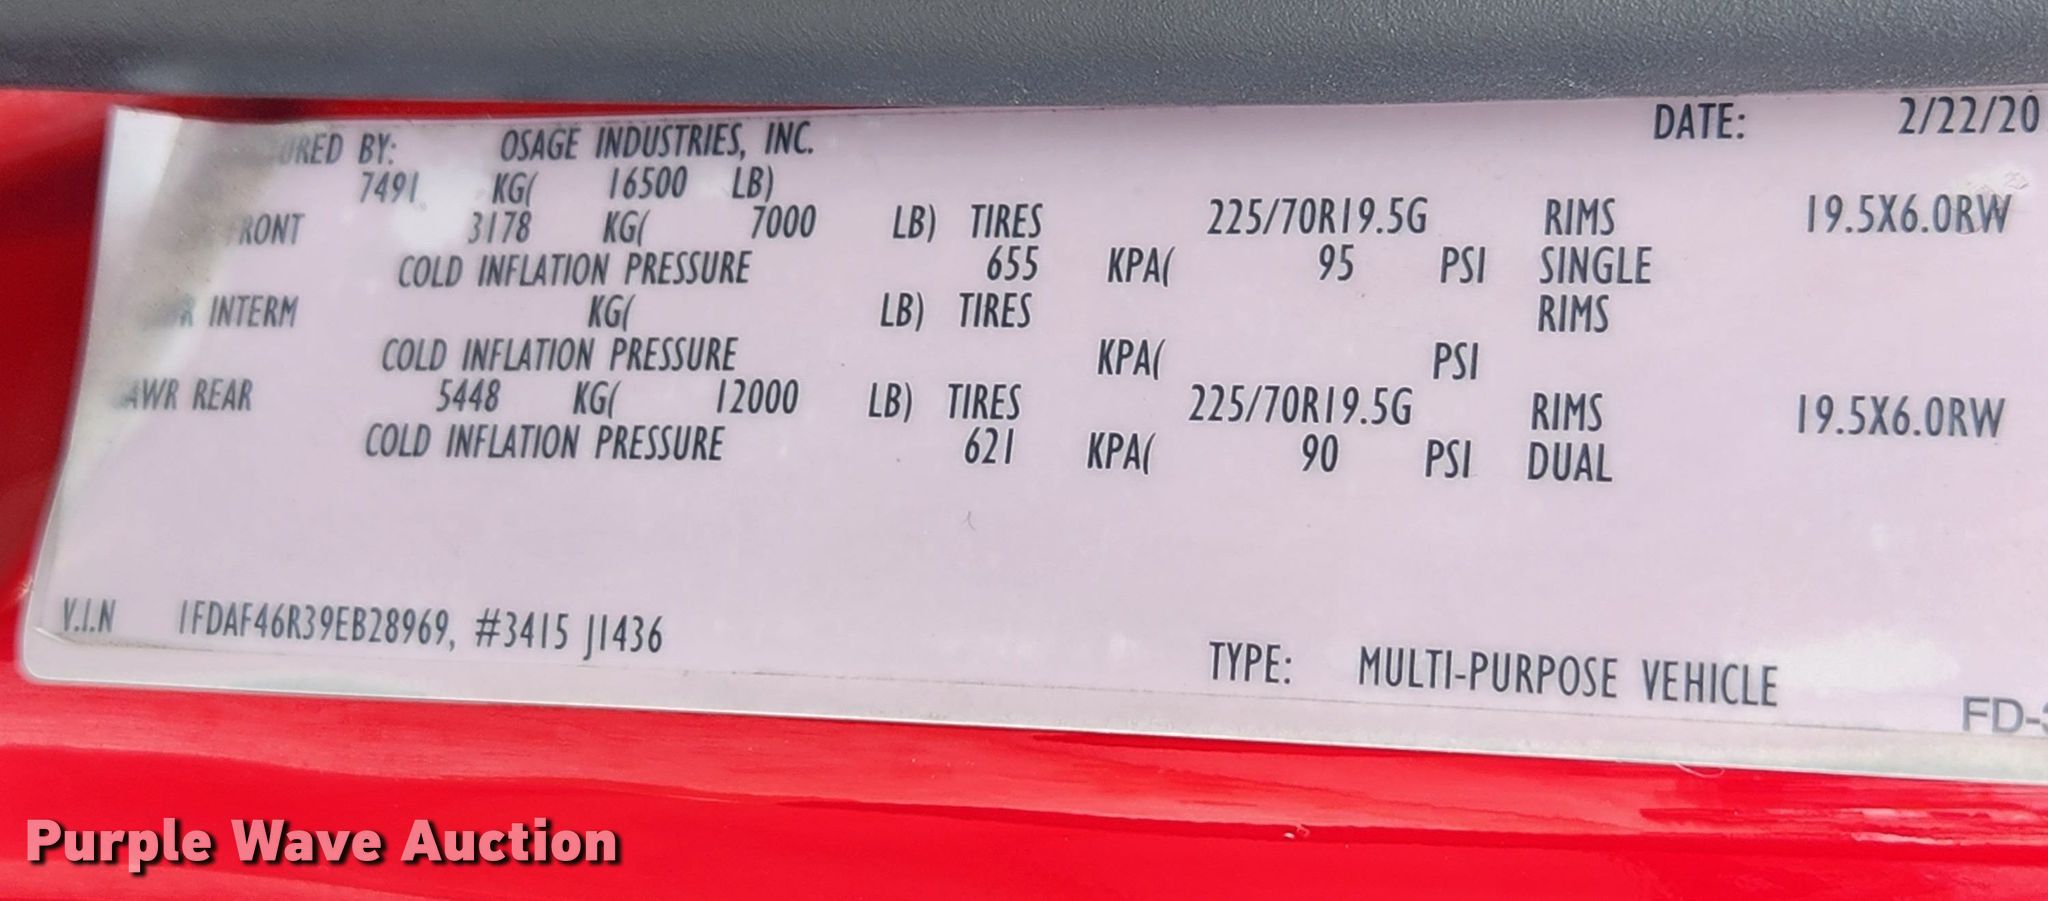 URED BY: OSAGE INDUSTRIES, INC. DATE: 2/22/20
7491 KG( 16500 LB)
FRONT 3178 KG( 7000 LB) TIRES 225/70R19.5G RIMS 19.5X6.0RW
COLD INFLATION PRESSURE 655 KPA( 95 PSI SINGLE
INTERM KG( LB) TIRES RIMS
COLD INFLATION PRESSURE KPA( PSI
AWR REAR 5448 KG( 12000 LB) TIRES 225/70R19.5G RIMS 19.5X6.0RW
COLD INFLATION PRESSURE 621 KPA( 90 PSI DUAL
V.I.N 1FDAF46R39EB28969, #3415 J1436
TYPE: MULTI-PURPOSE VEHICLE
FD-
Purple Wave Auction